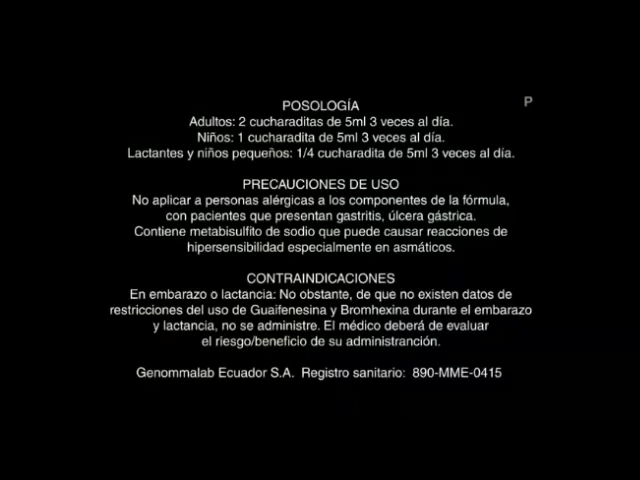 P
POSOLOGÍA
Adultos: 2 cucharaditas de 5ml 3 veces al día.
Niños: 1 cucharadita de 5ml 3 veces al día.
Lactantes y niños pequeños: 1/4 cucharadita de 5ml 3 veces al día.
PRECAUCIONES DE USO
No aplicar a personas alérgicas a los componentes de la fórmula,
con pacientes que presentan gastritis, úlcera gástrica.
Contiene metabisulfito de sodio que puede causar reacciones de
hipersensibilidad especialmente en asmáticos.
CONTRAINDICACIONES
En embarazo o lactancia: No obstante, de que no existen datos de
restricciones del uso de Guaifenesina y Bromhexina durante el embarazo
y lactancia, no se administre. El médico deberá de evaluar
el riesgo/beneficio de su administranción.
Genommalab Ecuador S.A. Registro sanitario: 890-MME-0415